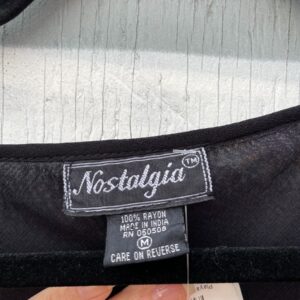 Nostalgia™
100% RAYON
MADE IN INDIA
RN 050508
M
CARE ON REVERSE